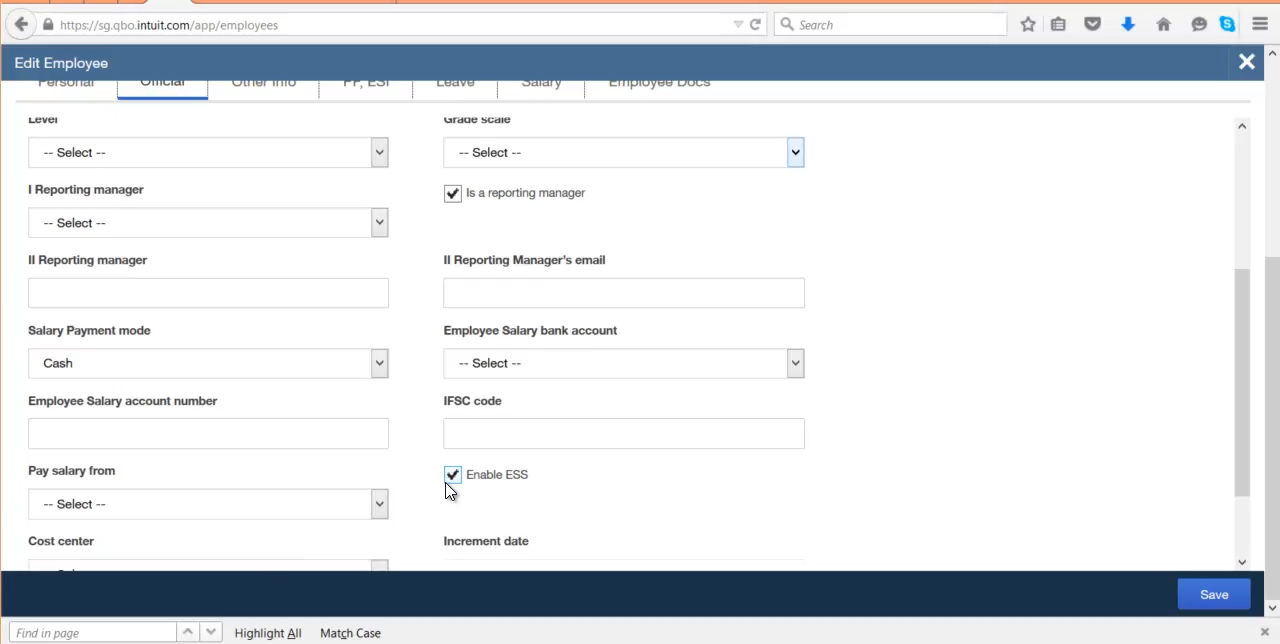 https://sg.qbo.intuit.com/app/employees
Search
Edit Employee
Personal Official Other Info PF, ESI Leave Salary Employee Docs
Level Grade scale
-- Select -- -- Select --
I Reporting manager Is a reporting manager
-- Select --
II Reporting manager II Reporting Manager's email
Salary Payment mode Employee Salary bank account
Cash -- Select --
Employee Salary account number IFSC code
Pay salary from Enable ESS
-- Select --
Cost center Increment date
Save
Find in page Highlight All Match Case